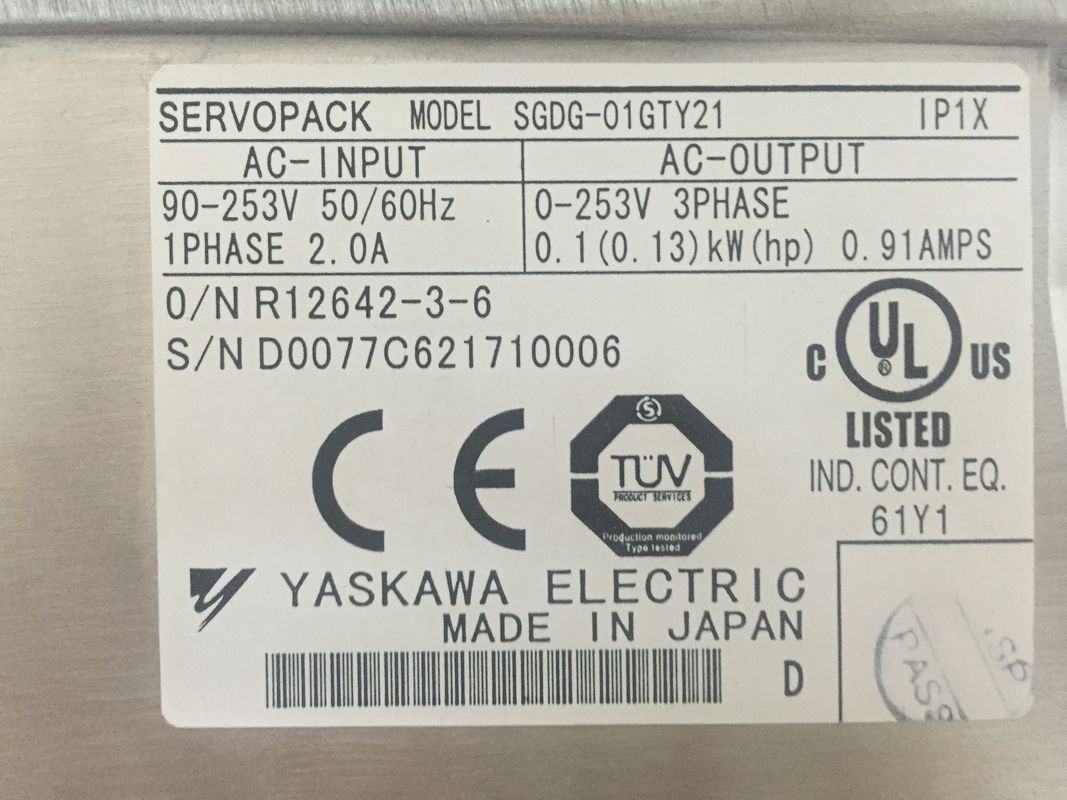 SERVOPACK MODEL SGDG-01GTY21 IP1X
AC-INPUT AC-OUTPUT
90-253V 50/60Hz 0-253V 3PHASE
1PHASE 2.0A 0.1(0.13)kW(hp) 0.91AMPS
O/N R12642-3-6
S/N D0077C621710006
C UL ® US
LISTED
IND. CONT. EQ.
61Y1
CE
S
TÜV
PRODUCT SERVICES
Production monitored
Type tested
YASKAWA ELECTRIC
MADE IN JAPAN
D
PASS